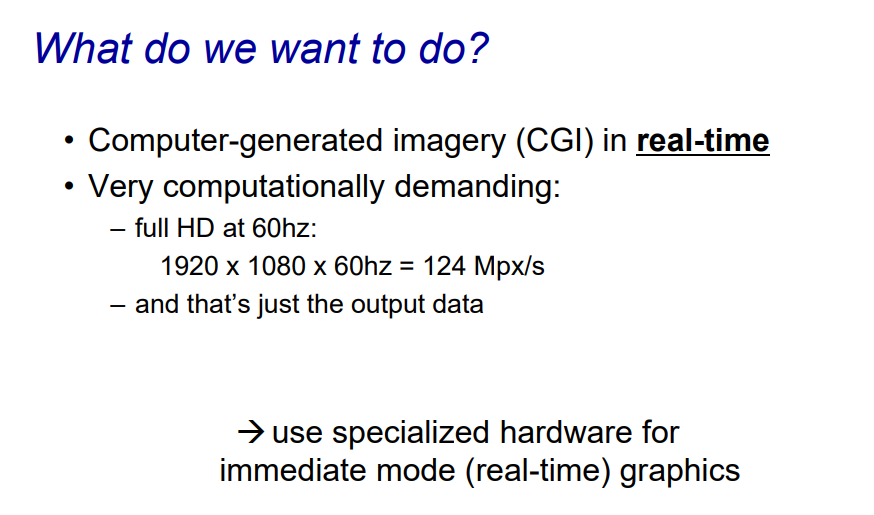 What do we want to do?
• Computer-generated imagery (CGI) in real-time
• Very computationally demanding:
– full HD at 60hz:
1920 x 1080 x 60hz = 124 Mpx/s
– and that’s just the output data
→ use specialized hardware for
immediate mode (real-time) graphics